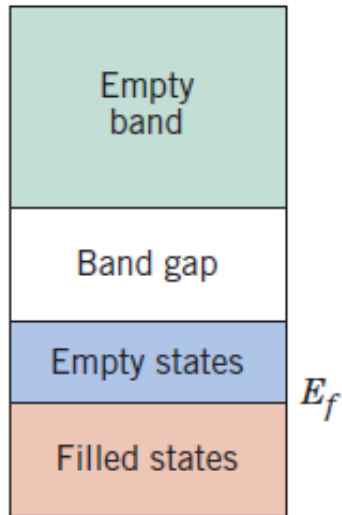 Empty
band
Band gap
Empty states
E_f
Filled states